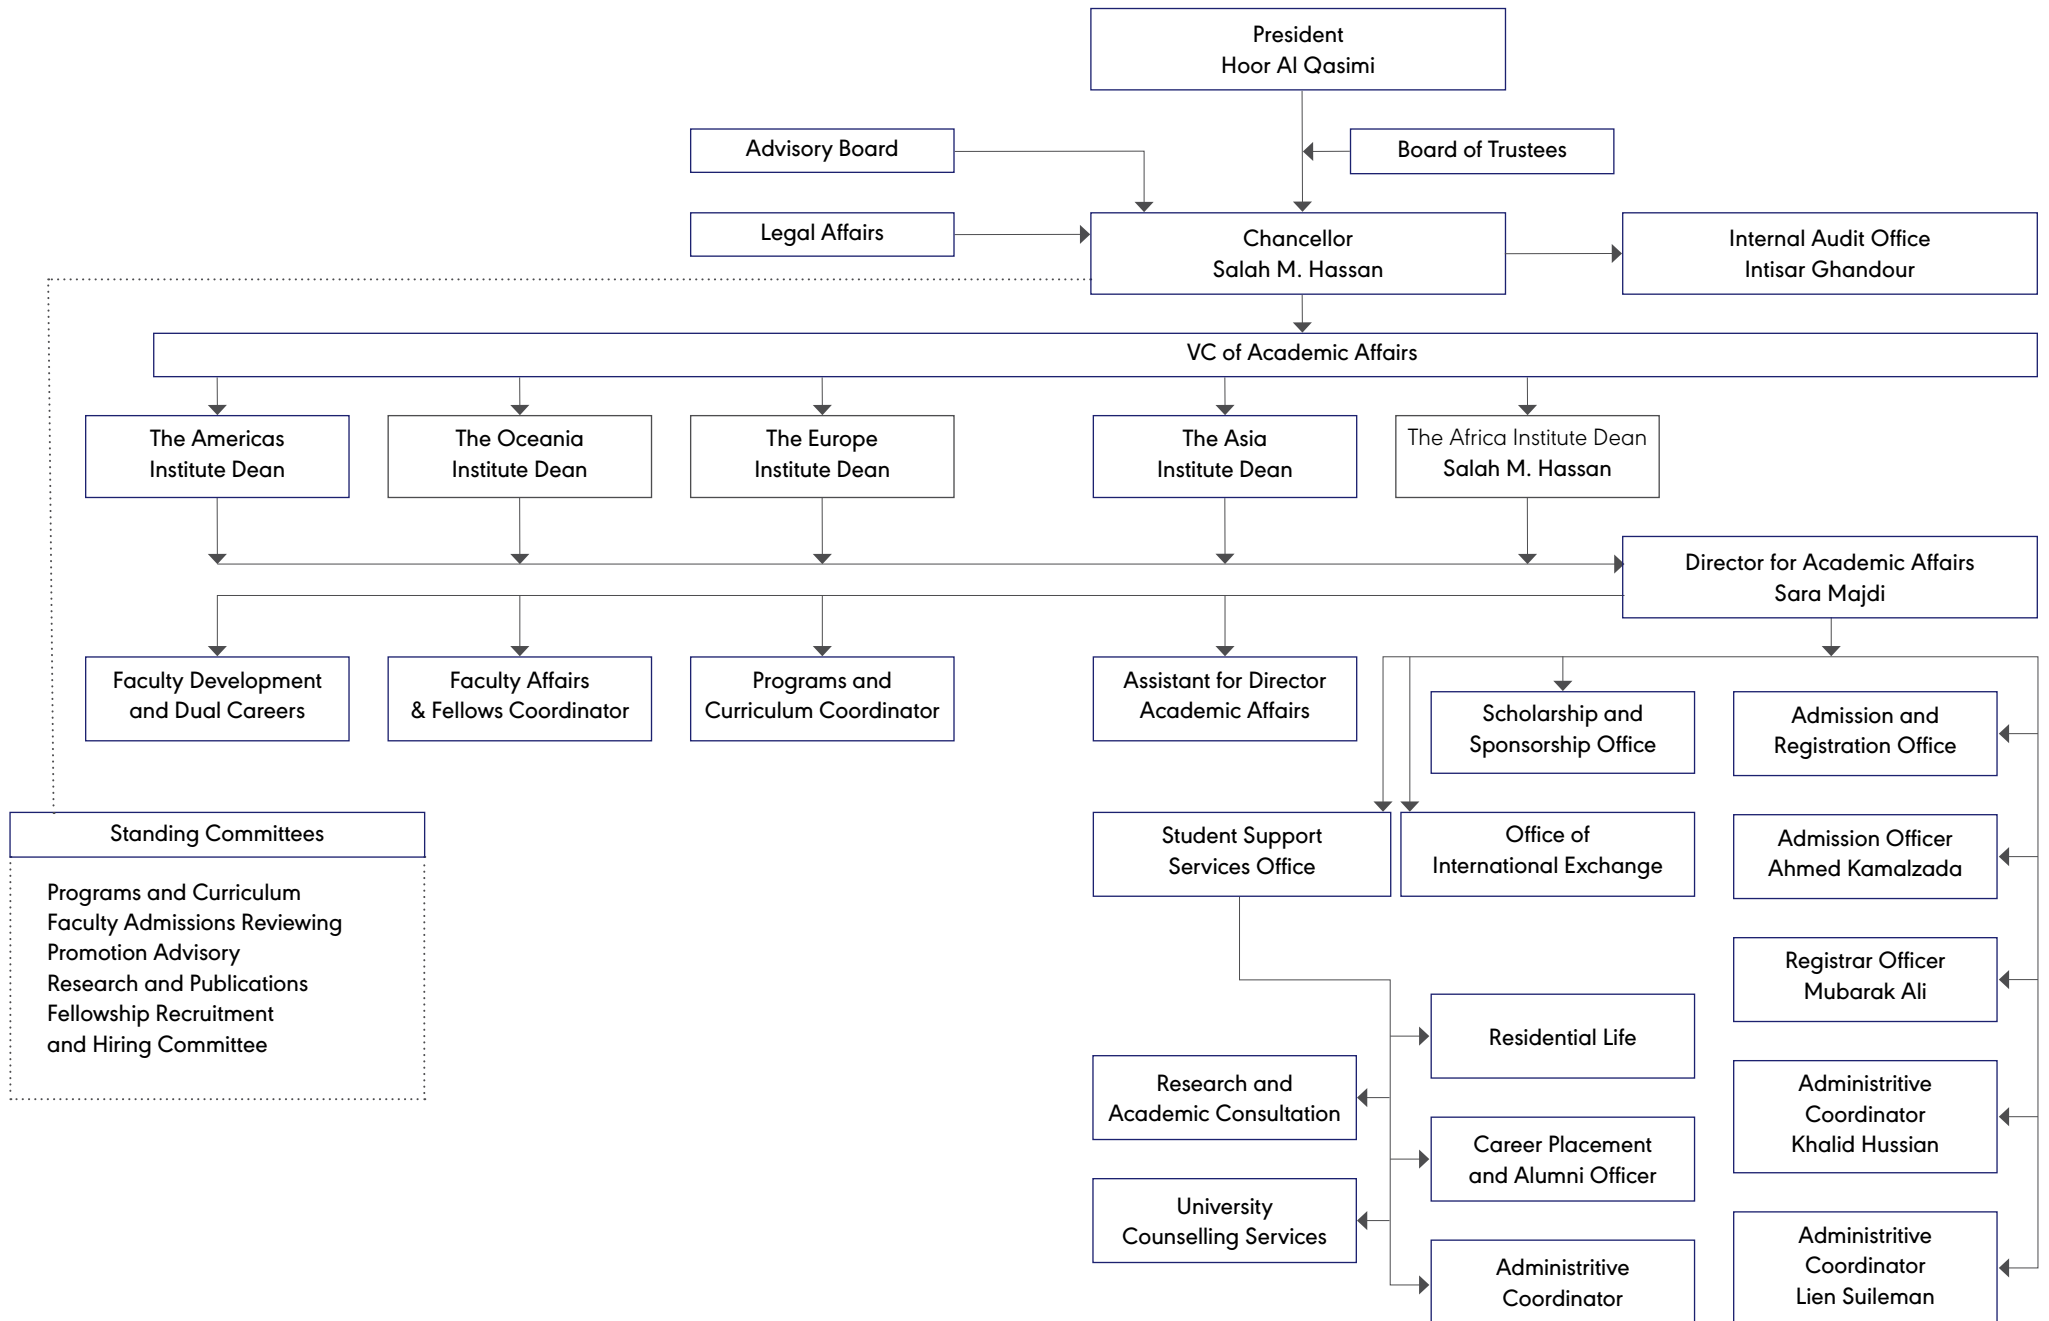 President
Hoor Al Qasimi
Advisory Board
Board of Trustees
Legal Affairs
Chancellor
Salah M. Hassan
Internal Audit Office
Intisar Ghandour
VC of Academic Affairs
The Americas
Institute Dean
The Oceania
Institute Dean
The Europe
Institute Dean
The Asia
Institute Dean
The Africa Institute Dean
Salah M. Hassan
Director for Academic Affairs
Sara Majdi
Faculty Development
and Dual Careers
Faculty Affairs
& Fellows Coordinator
Programs and
Curriculum Coordinator
Assistant for Director
Academic Affairs
Scholarship and
Sponsorship Office
Admission and
Registration Office
Standing Committees
Programs and Curriculum
Faculty Admissions Reviewing
Promotion Advisory
Research and Publications
Fellowship Recruitment
and Hiring Committee
Student Support
Services Office
Office of
International Exchange
Admission Officer
Ahmed Kamalzada
Registrar Officer
Mubarak Ali
Residential Life
Research and
Academic Consultation
Administritive
Coordinator
Khalid Hussian
Career Placement
and Alumni Officer
University
Counselling Services
Administritive
Coordinator
Administritive
Coordinator
Lien Suileman